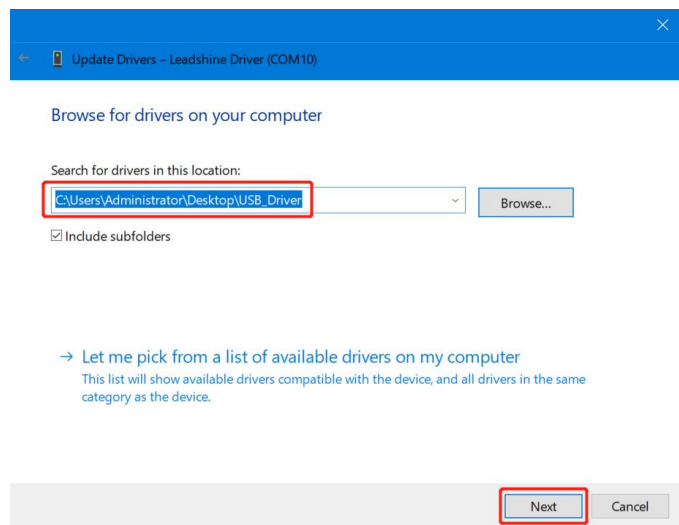 Update Drivers – Leadshine Driver (COM10)
Browse for drivers on your computer
Search for drivers in this location:
C:\Users\Administrator\Desktop\USB_Driver
Browse...
Include subfolders
Let me pick from a list of available drivers on my computer
This list will show available drivers compatible with the device, and all drivers in the same
category as the device.
Next
Cancel